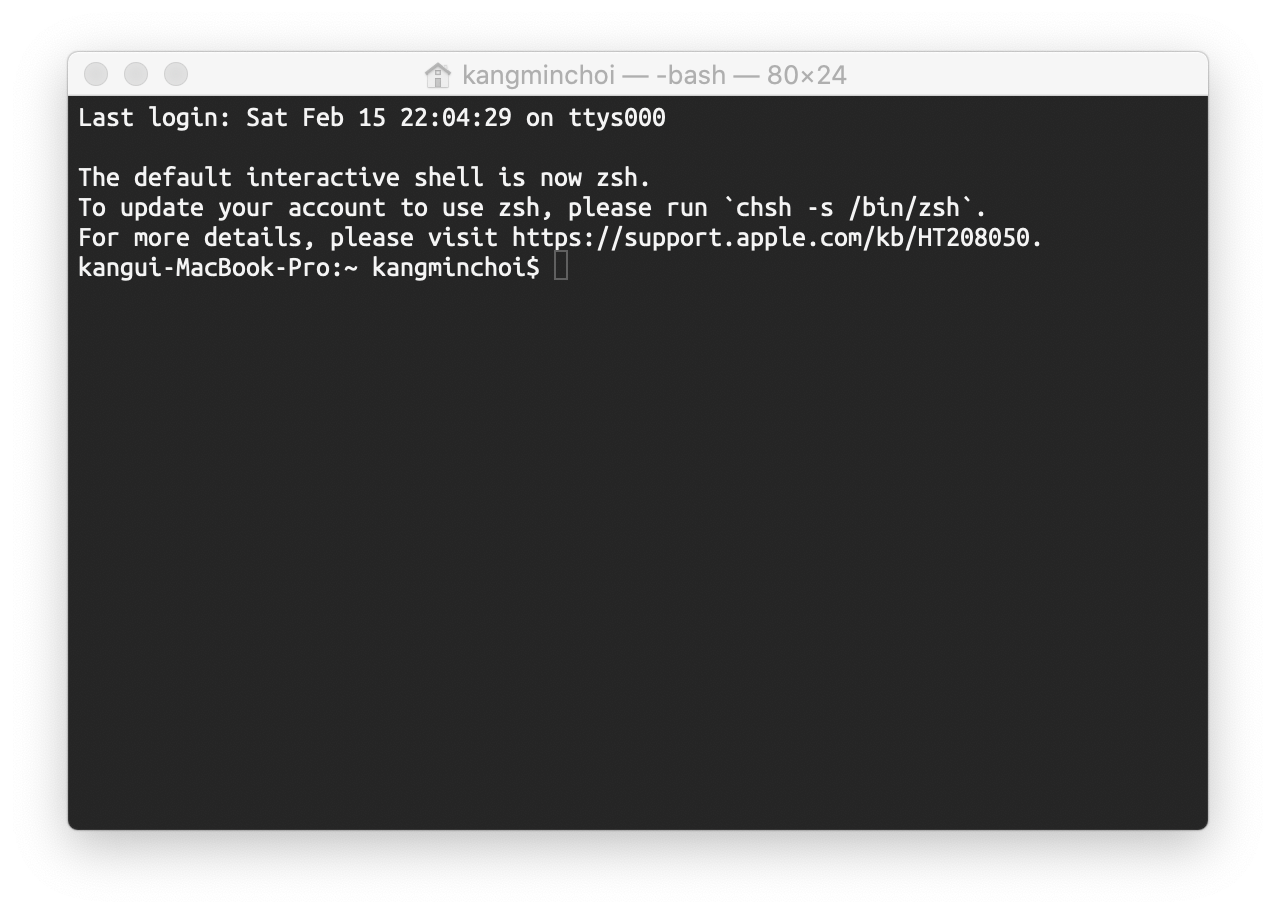 kangminchoi — -bash — 80×24
Last login: Sat Feb 15 22:04:29 on ttys000
The default interactive shell is now zsh.
To update your account to use zsh, please run `chsh -s /bin/zsh`.
For more details, please visit https://support.apple.com/kb/HT208050.
kangui-MacBook-Pro:~ kangminchoi$